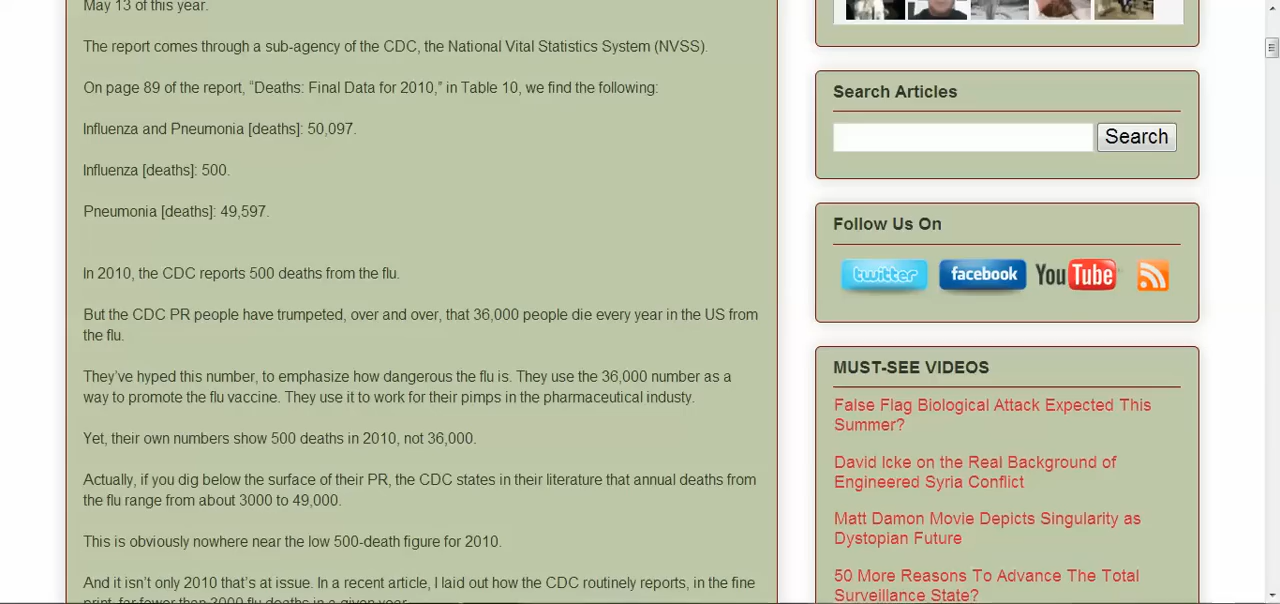 May 13 of this year.
The report comes through a sub-agency of the CDC, the National Vital Statistics System (NVSS).
On page 89 of the report, “Deaths: Final Data for 2010,” in Table 10, we find the following:
Influenza and Pneumonia [deaths]: 50,097.
Influenza [deaths]: 500.
Pneumonia [deaths]: 49,597.
In 2010, the CDC reports 500 deaths from the flu.
But the CDC PR people have trumpeted, over and over, that 36,000 people die every year in the US from
the flu.
They’ve hyped this number, to emphasize how dangerous the flu is. They use the 36,000 number as a
way to promote the flu vaccine. They use it to work for their pimps in the pharmaceutical industy.
Yet, their own numbers show 500 deaths in 2010, not 36,000.
Actually, if you dig below the surface of their PR, the CDC states in their literature that annual deaths from
the flu range from about 3000 to 49,000.
This is obviously nowhere near the low 500-death figure for 2010.
And it isn’t only 2010 that’s at issue. In a recent article, I laid out how the CDC routinely reports, in the fine
print, far fewer than 3000 flu deaths in a given year.
Search Articles
Search
Follow Us On
twitter
facebook
YouTube
MUST-SEE VIDEOS
False Flag Biological Attack Expected This
Summer?
David Icke on the Real Background of
Engineered Syria Conflict
Matt Damon Movie Depicts Singularity as
Dystopian Future
50 More Reasons To Advance The Total
Surveillance State?